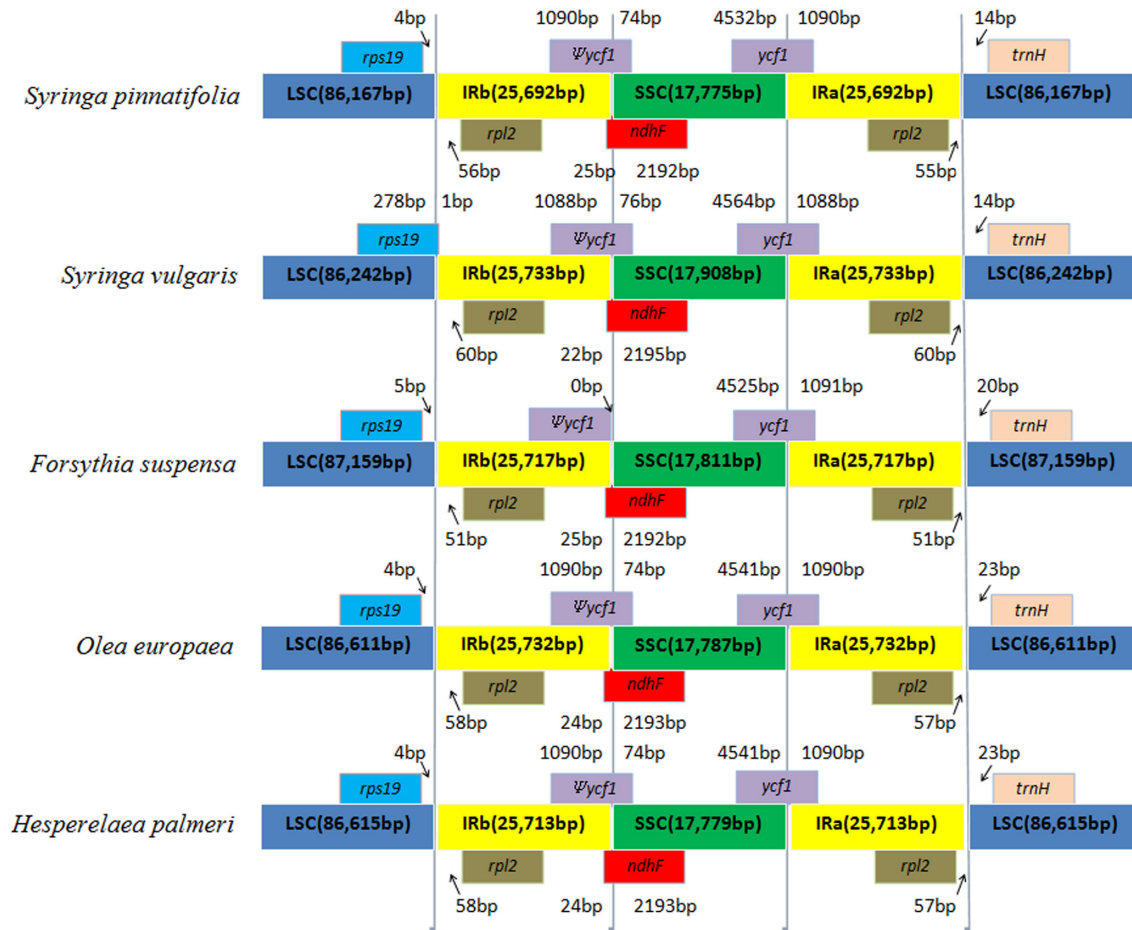 4bp 1090bp 74bp 4532bp 1090bp 14bp
rps19 Ψycf1 ycf1 trnH
Syringa pinnatifolia LSC(86,167bp) IRb(25,692bp) SSC(17,775bp) IRa(25,692bp) LSC(86,167bp)
rpl2 ndhF rpl2
56bp 25bp 2192bp 55bp
278bp 1bp 1088bp 76bp 4564bp 1088bp 14bp
rps19 Ψycf1 ycf1 trnH
Syringa vulgaris LSC(86,242bp) IRb(25,733bp) SSC(17,908bp) IRa(25,733bp) LSC(86,242bp)
rpl2 ndhF rpl2
60bp 22bp 2195bp 60bp
5bp 0bp 4525bp 1091bp 20bp
rps19 Ψycf1 ycf1 trnH
Forsythia suspensa LSC(87,159bp) IRb(25,717bp) SSC(17,811bp) IRa(25,717bp) LSC(87,159bp)
rpl2 ndhF rpl2
51bp 25bp 2192bp 51bp
4bp 1090bp 74bp 4541bp 1090bp 23bp
rps19 Ψycf1 ycf1 trnH
Olea europaea LSC(86,611bp) IRb(25,732bp) SSC(17,787bp) IRa(25,732bp) LSC(86,611bp)
rpl2 ndhF rpl2
58bp 24bp 2193bp 57bp
4bp 1090bp 74bp 4541bp 1090bp 23bp
rps19 Ψycf1 ycf1 trnH
Hesperelaea palmeri LSC(86,615bp) IRb(25,713bp) SSC(17,779bp) IRa(25,713bp) LSC(86,615bp)
rpl2 ndhF rpl2
58bp 24bp 2193bp 57bp